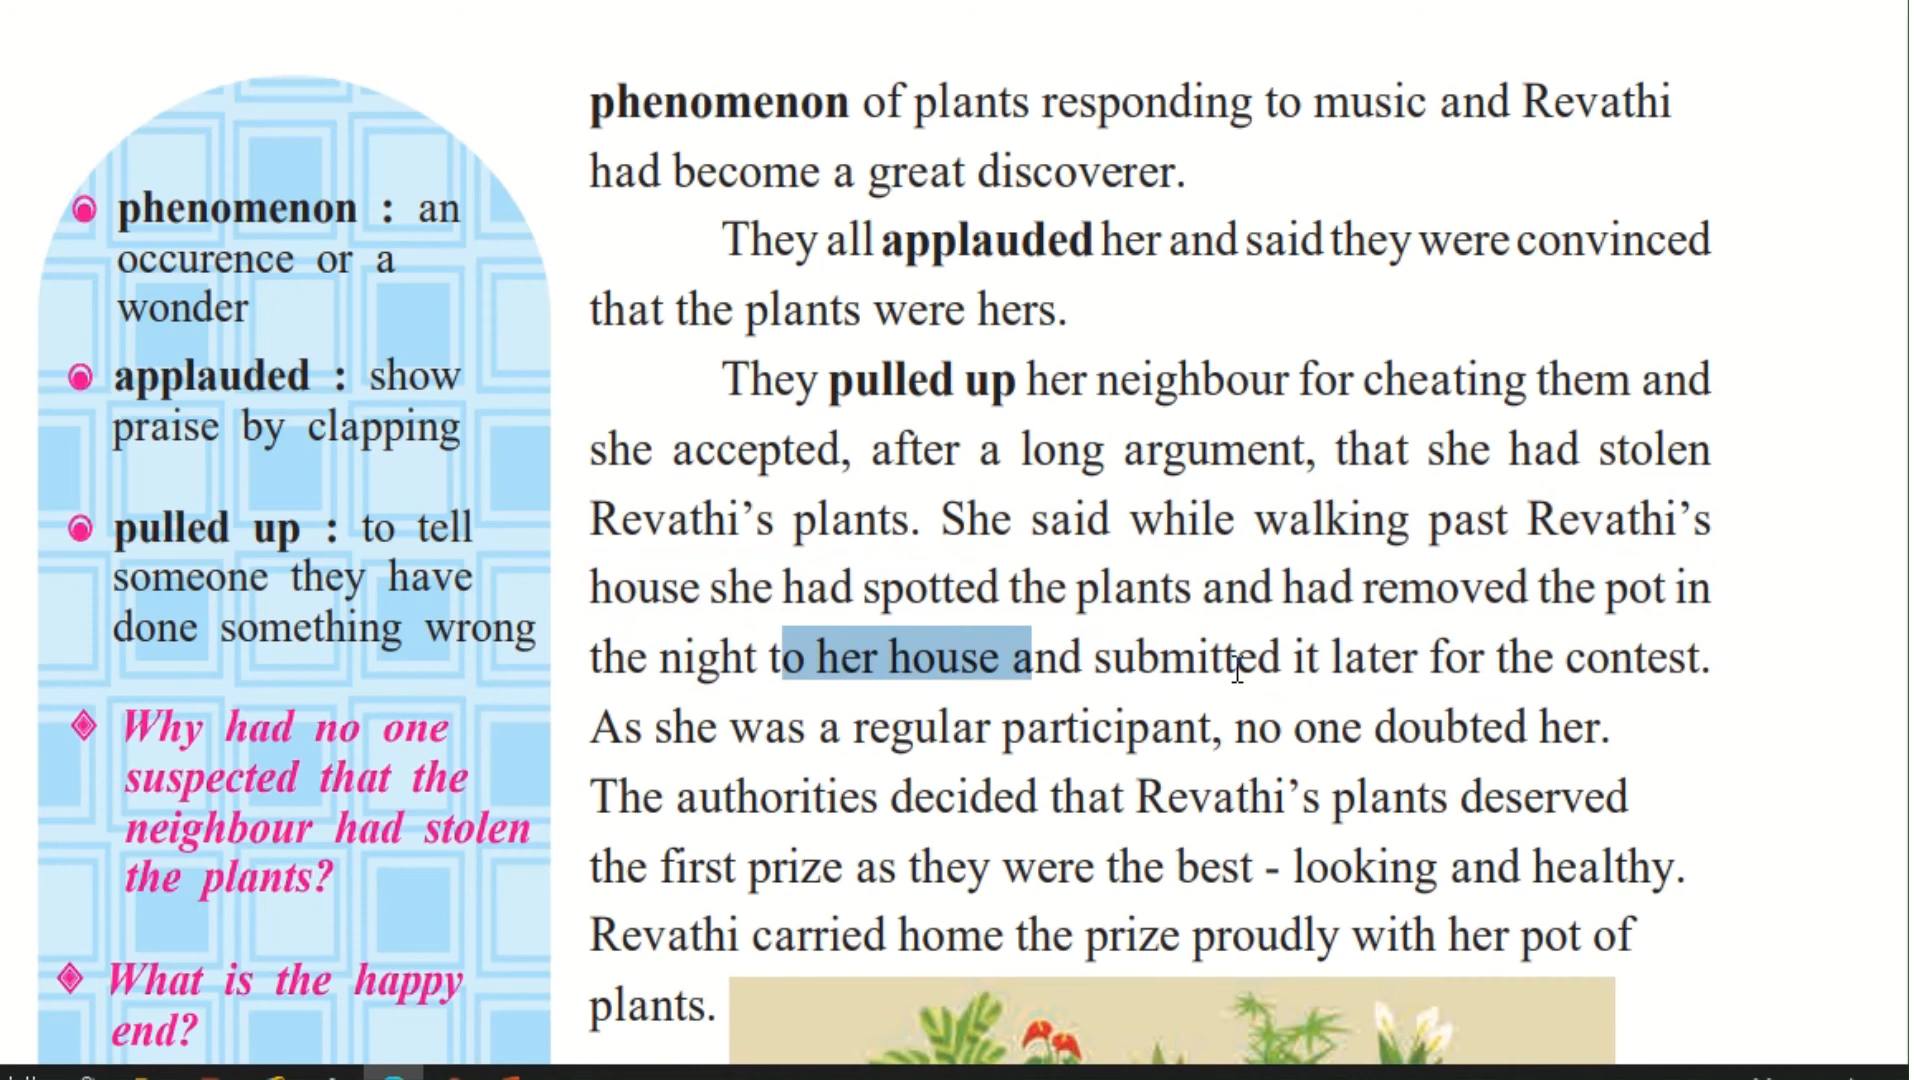 phenomenon : an
occurence or a
wonder
applauded : show
praise by clapping
pulled up : to tell
someone they have
done something wrong
Why had no one
suspected that the
neighbour had stolen
the plants?
What is the happy
end?
phenomenon of plants responding to music and Revathi
had become a great discoverer.
They all applauded her and said they were convinced
that the plants were hers.
They pulled up her neighbour for cheating them and
she accepted, after a long argument, that she had stolen
Revathi’s plants. She said while walking past Revathi’s
house she had spotted the plants and had removed the pot in
the night to her house and submitted it later for the contest.
As she was a regular participant, no one doubted her.
The authorities decided that Revathi’s plants deserved
the first prize as they were the best - looking and healthy.
Revathi carried home the prize proudly with her pot of
plants.